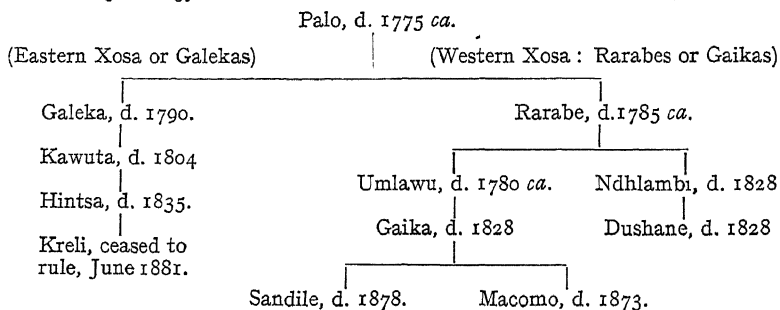 Palo, d. 1775 ca.
(Eastern Xosa or Galekas) (Western Xosa : Rarabes or Gaikas)
Galeka, d. 1790. Rarabe, d.1785 ca.
Kawuta, d. 1804
Umlawu, d. 1780 ca. Ndhlambi, d. 1828
Hintsa, d. 1835.
Gaika, d. 1828 Dushane, d. 1828
Kreli, ceased to
rule, June 1881.
Sandile, d. 1878. Macomo, d. 1873.